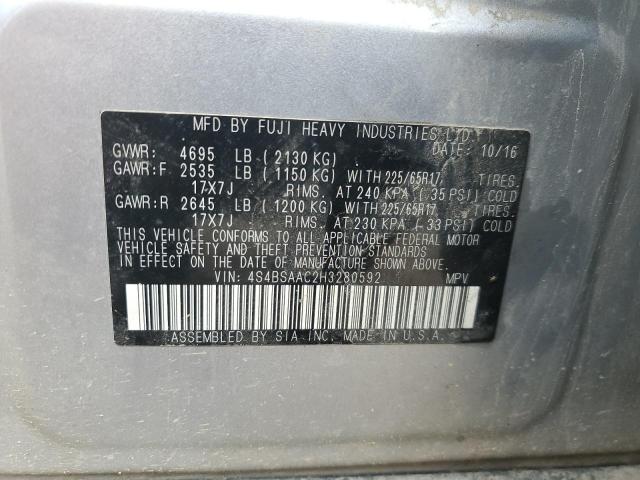 MFD BY FUJI HEAVY INDUSTRIES LTD.
DATE: 10/16
GVWR: 4695 LB ( 2130 KG)
GAWR:F 2535 LB ( 1150 KG) WITH 225/65R17 TIRES.
17X7J RIMS. AT 240 KPA ( 35 PSI) COLD
GAWR:R 2645 LB ( 1200 KG) WITH 225/65R17 TIRES.
17X7J RIMS. AT 230 KPA ( 33 PSI) COLD
THIS VEHICLE CONFORMS TO ALL APPLICABLE FEDERAL MOTOR
VEHICLE SAFETY AND THEFT PREVENTION STANDARDS
IN EFFECT ON THE DATE OF MANUFACTURE SHOWN ABOVE.
VIN: 4S4BSAAC2H3280592 MPV
ASSEMBLED BY SIA INC. MADE IN U.S.A.